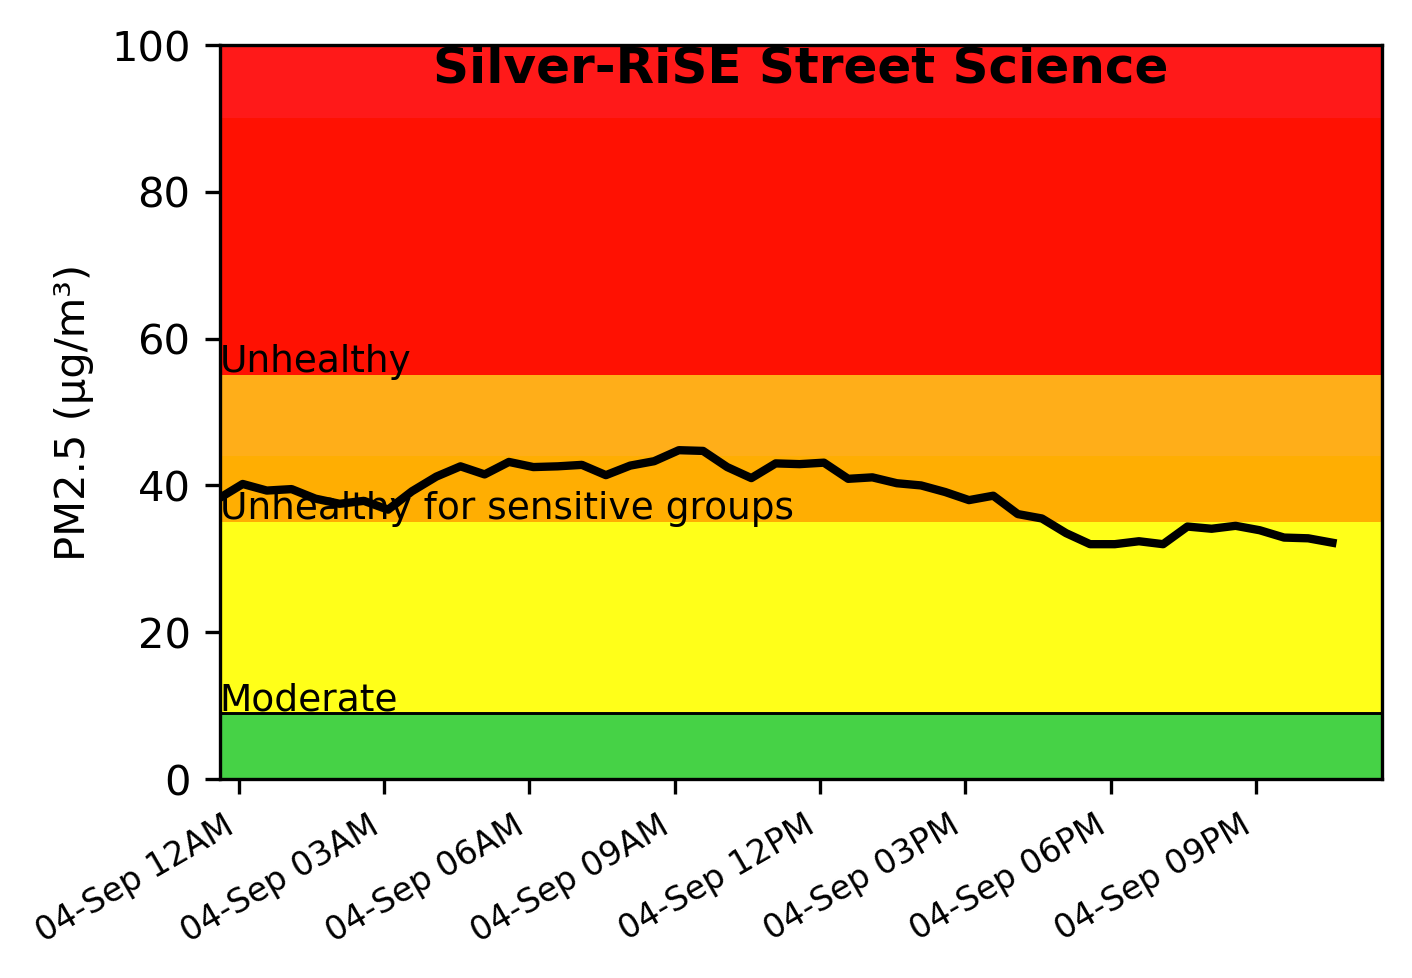 Silver-RiSE Street Science
100
80
60
40
20
0
PM2.5 (µg/m³)
Unhealthy
Unhealthy for sensitive groups
Moderate
04-Sep 12AM
04-Sep 03AM
04-Sep 06AM
04-Sep 09AM
04-Sep 12PM
04-Sep 03PM
04-Sep 06PM
04-Sep 09PM